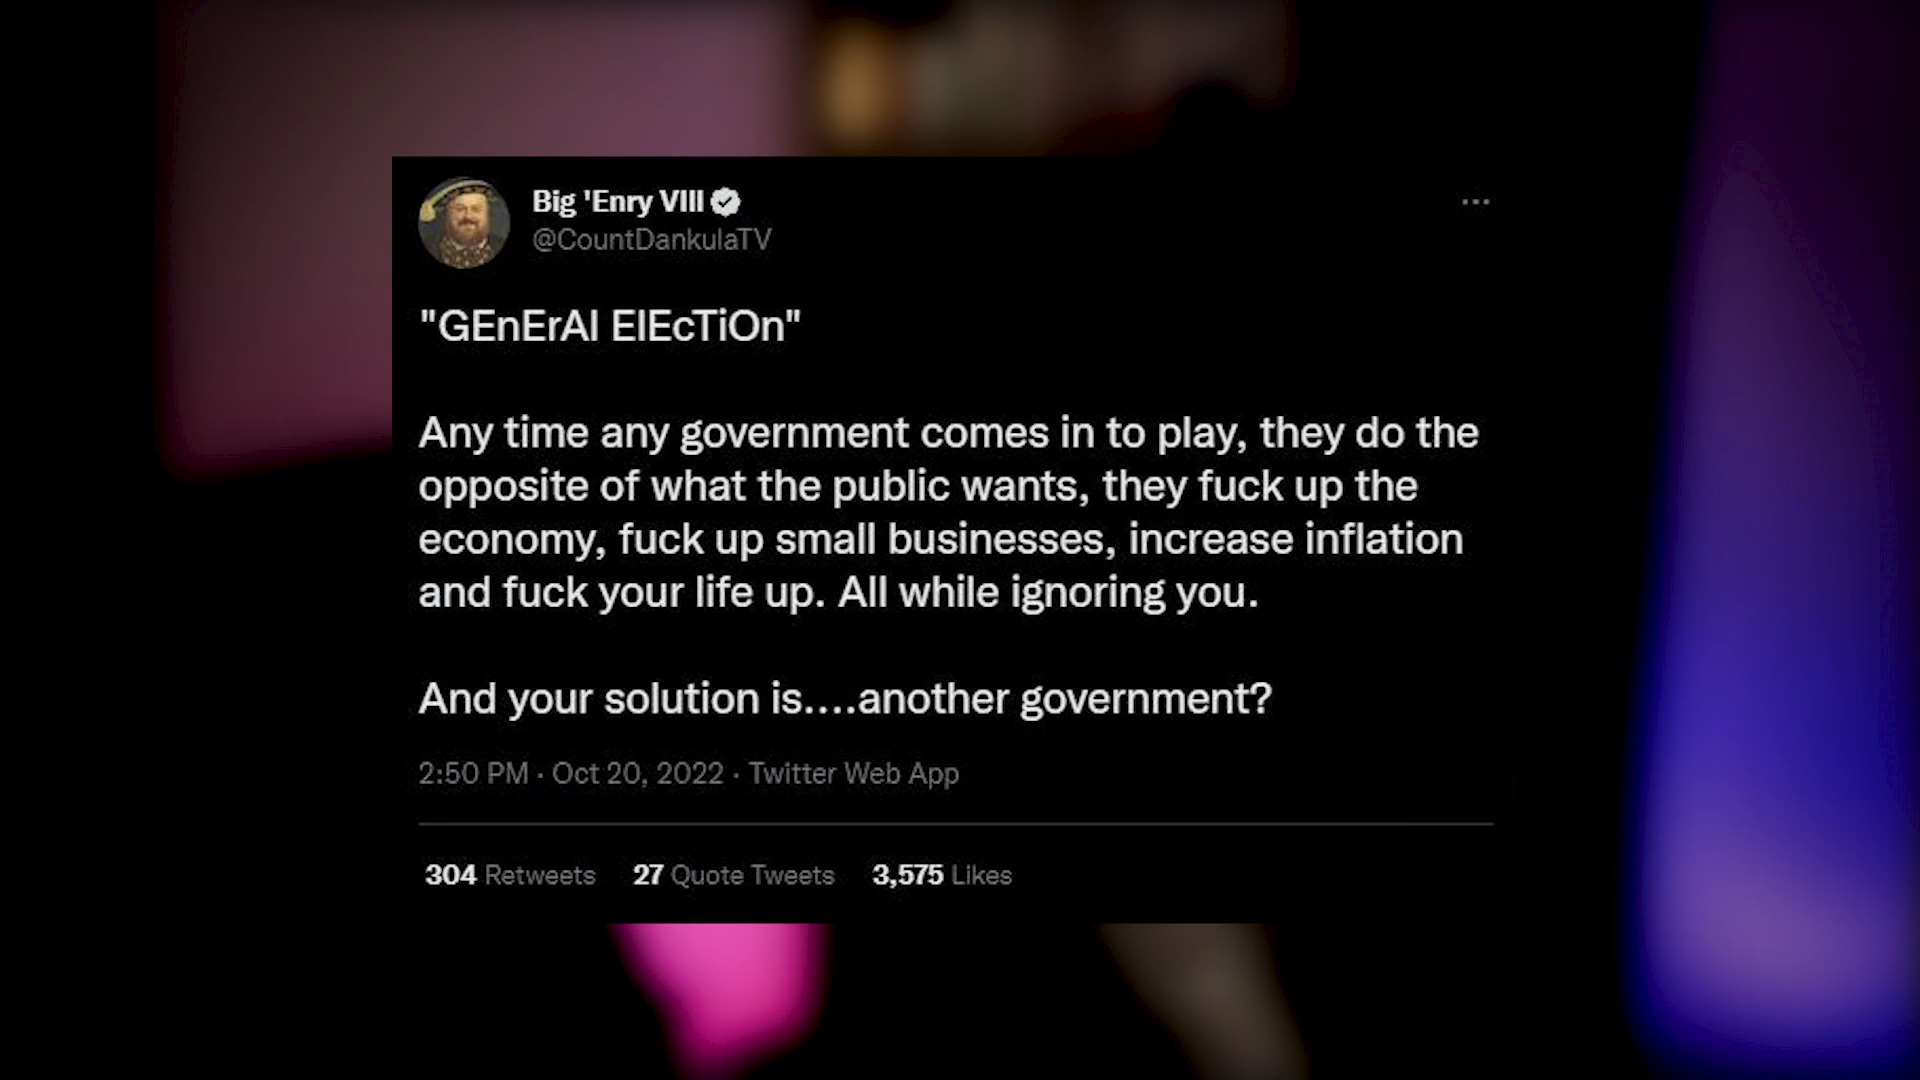 Big 'Enry VIII
@CountDankulaTV
"GEnErAl ElEcTiOn"
Any time any government comes in to play, they do the
opposite of what the public wants, they fuck up the
economy, fuck up small businesses, increase inflation
and fuck your life up. All while ignoring you.
And your solution is....another government?
2:50 PM · Oct 20, 2022 · Twitter Web App
304 Retweets 27 Quote Tweets 3,575 Likes